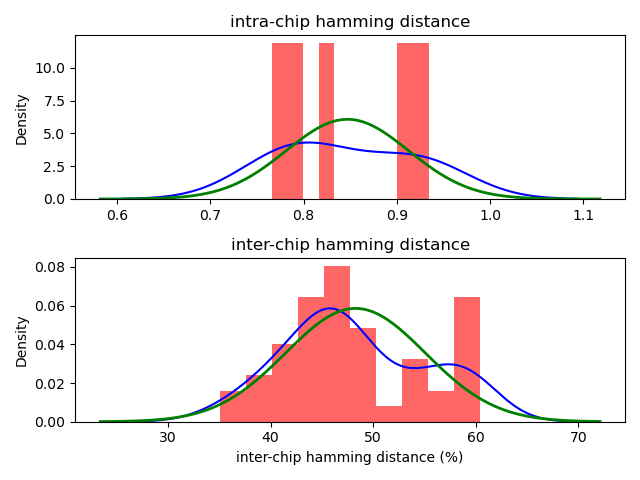 intra-chip hamming distance
10.0
7.5
5.0
2.5
0.0
Density
0.6 0.7 0.8 0.9 1.0 1.1
inter-chip hamming distance
0.08
0.06
0.04
0.02
0.00
Density
30 40 50 60 70
inter-chip hamming distance (%)